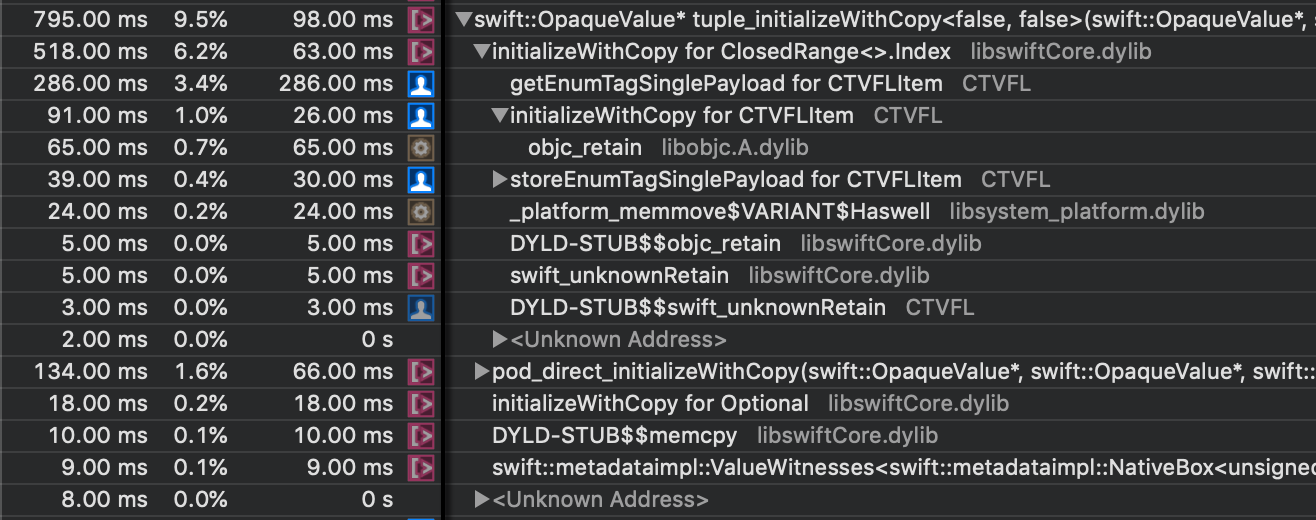 795.00 ms 9.5% 98.00 ms ▼swift::OpaqueValue* tuple_initializeWithCopy<false, false>(swift::OpaqueValue*,
518.00 ms 6.2% 63.00 ms ▼initializeWithCopy for ClosedRange<>.Index libswiftCore.dylib
286.00 ms 3.4% 286.00 ms getEnumTagSinglePayload for CTVFLItem CTVFL
91.00 ms 1.0% 26.00 ms ▼initializeWithCopy for CTVFLItem CTVFL
65.00 ms 0.7% 65.00 ms objc_retain libobjc.A.dylib
39.00 ms 0.4% 30.00 ms ▶storeEnumTagSinglePayload for CTVFLItem CTVFL
24.00 ms 0.2% 24.00 ms _platform_memmove$VARIANT$Haswell libsystem_platform.dylib
5.00 ms 0.0% 5.00 ms DYLD-STUB$$objc_retain libswiftCore.dylib
5.00 ms 0.0% 5.00 ms swift_unknownRetain libswiftCore.dylib
3.00 ms 0.0% 3.00 ms DYLD-STUB$$swift_unknownRetain CTVFL
2.00 ms 0.0% 0 s ▶<Unknown Address>
134.00 ms 1.6% 66.00 ms ▶pod_direct_initializeWithCopy(swift::OpaqueValue*, swift::OpaqueValue*, swift::
18.00 ms 0.2% 18.00 ms initializeWithCopy for Optional libswiftCore.dylib
10.00 ms 0.1% 10.00 ms DYLD-STUB$$memcpy libswiftCore.dylib
9.00 ms 0.1% 9.00 ms swift::metadataimpl::ValueWitnesses<swift::metadataimpl::NativeBox<unsigned
8.00 ms 0.0% 0 s ▶<Unknown Address>